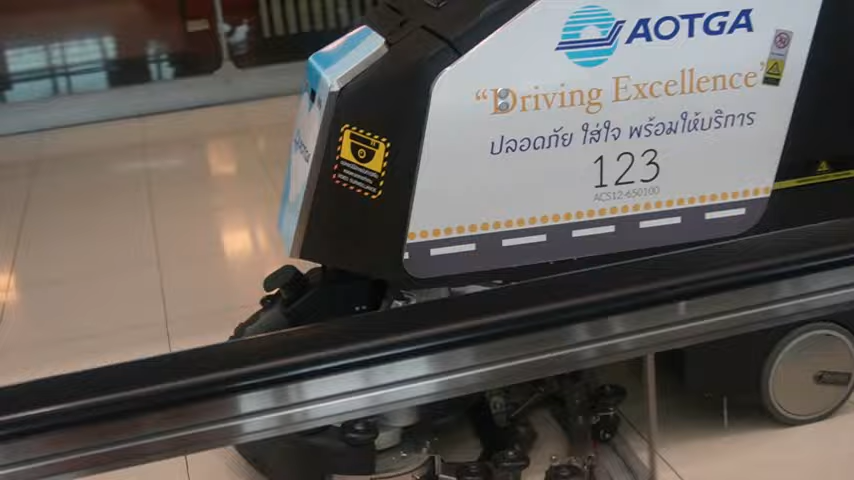 AOTGA
“Driving Excellence”
ปลอดภัย ใส่ใจ พร้อมให้บริการ
123
ACS12-650100